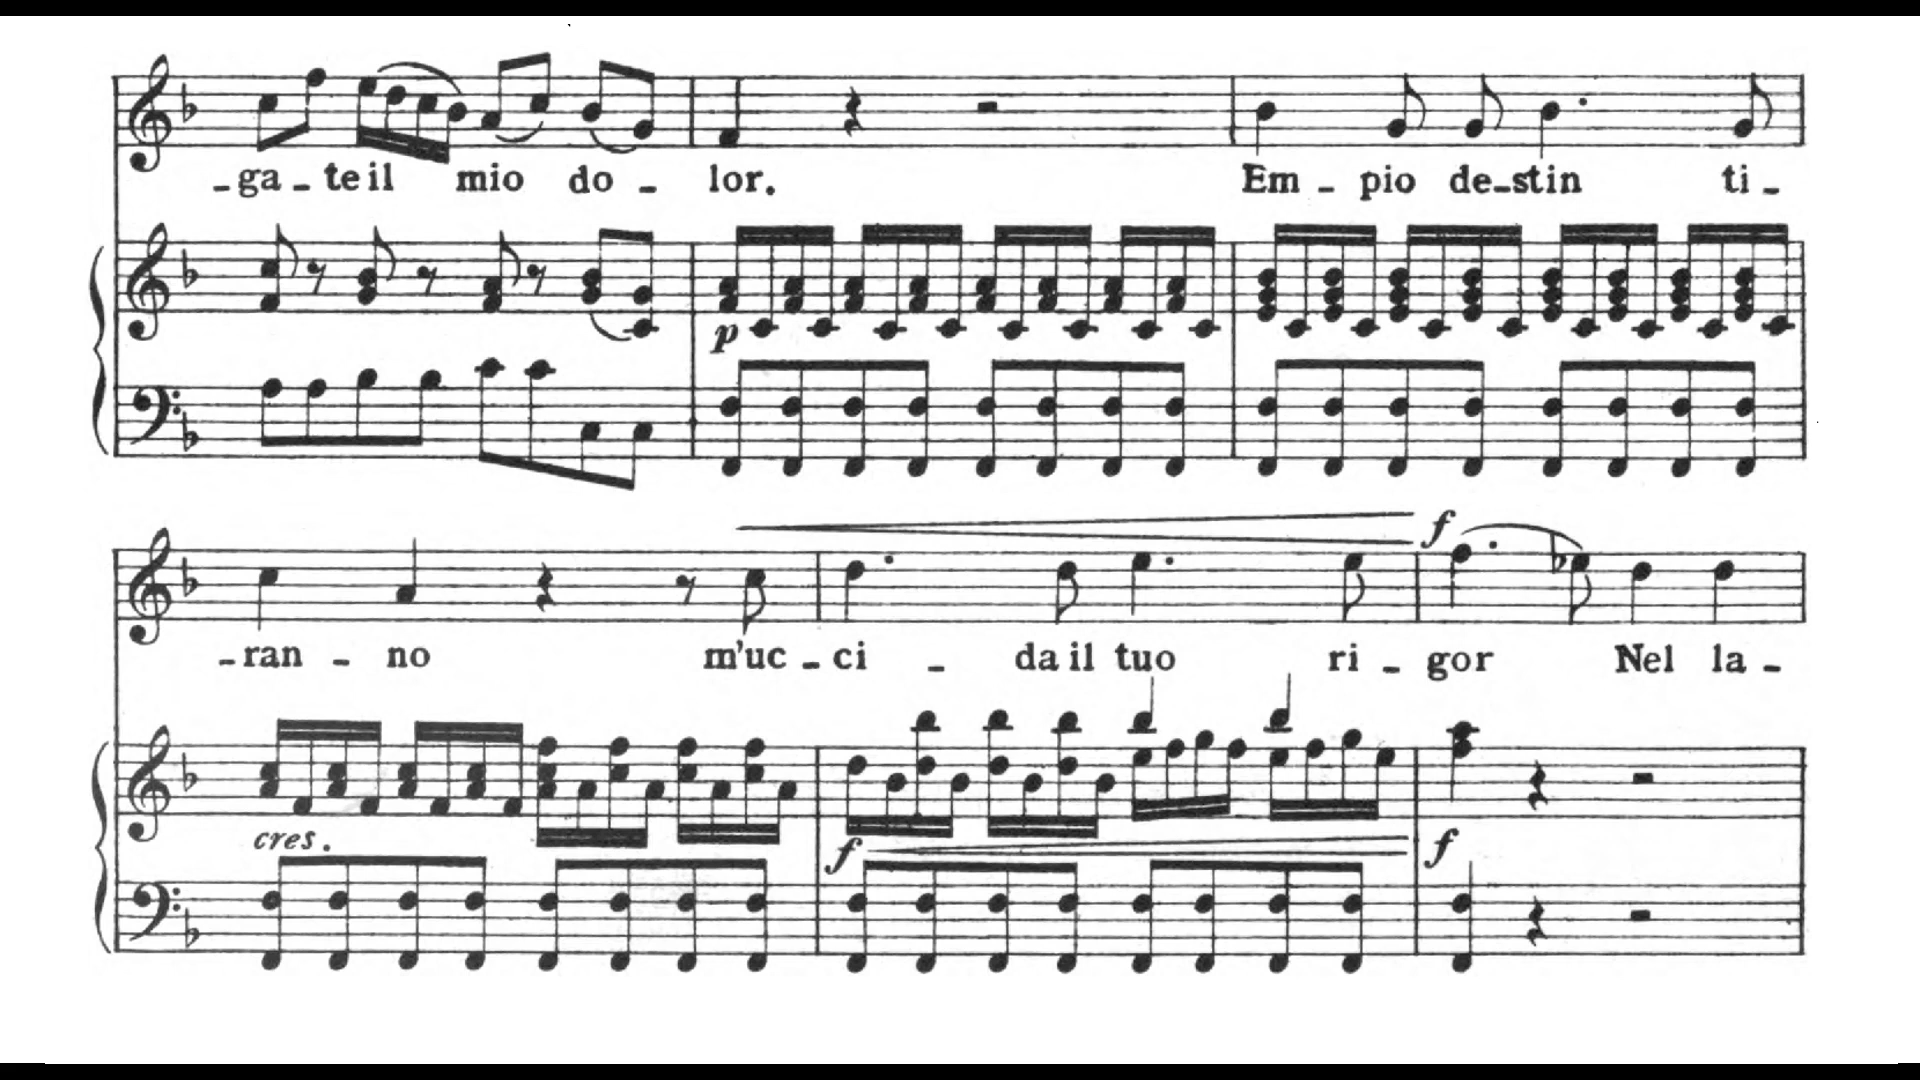 -ga-te il mio do- lor. Em-pio de-stin ti-
p
-ran-no m'uc-ci-da il tuo ri-gor Nel la-
f
cres.
f f